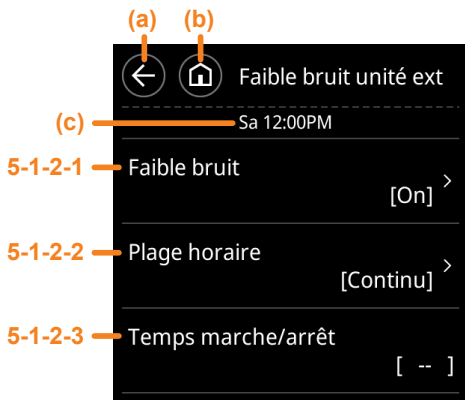 (a) (b)
Faible bruit unité ext
(c) Sa 12:00PM
5-1-2-1 Faible bruit
[On]
5-1-2-2 Plage horaire
[Continu]
5-1-2-3 Temps marche/arrêt
[ -- ]